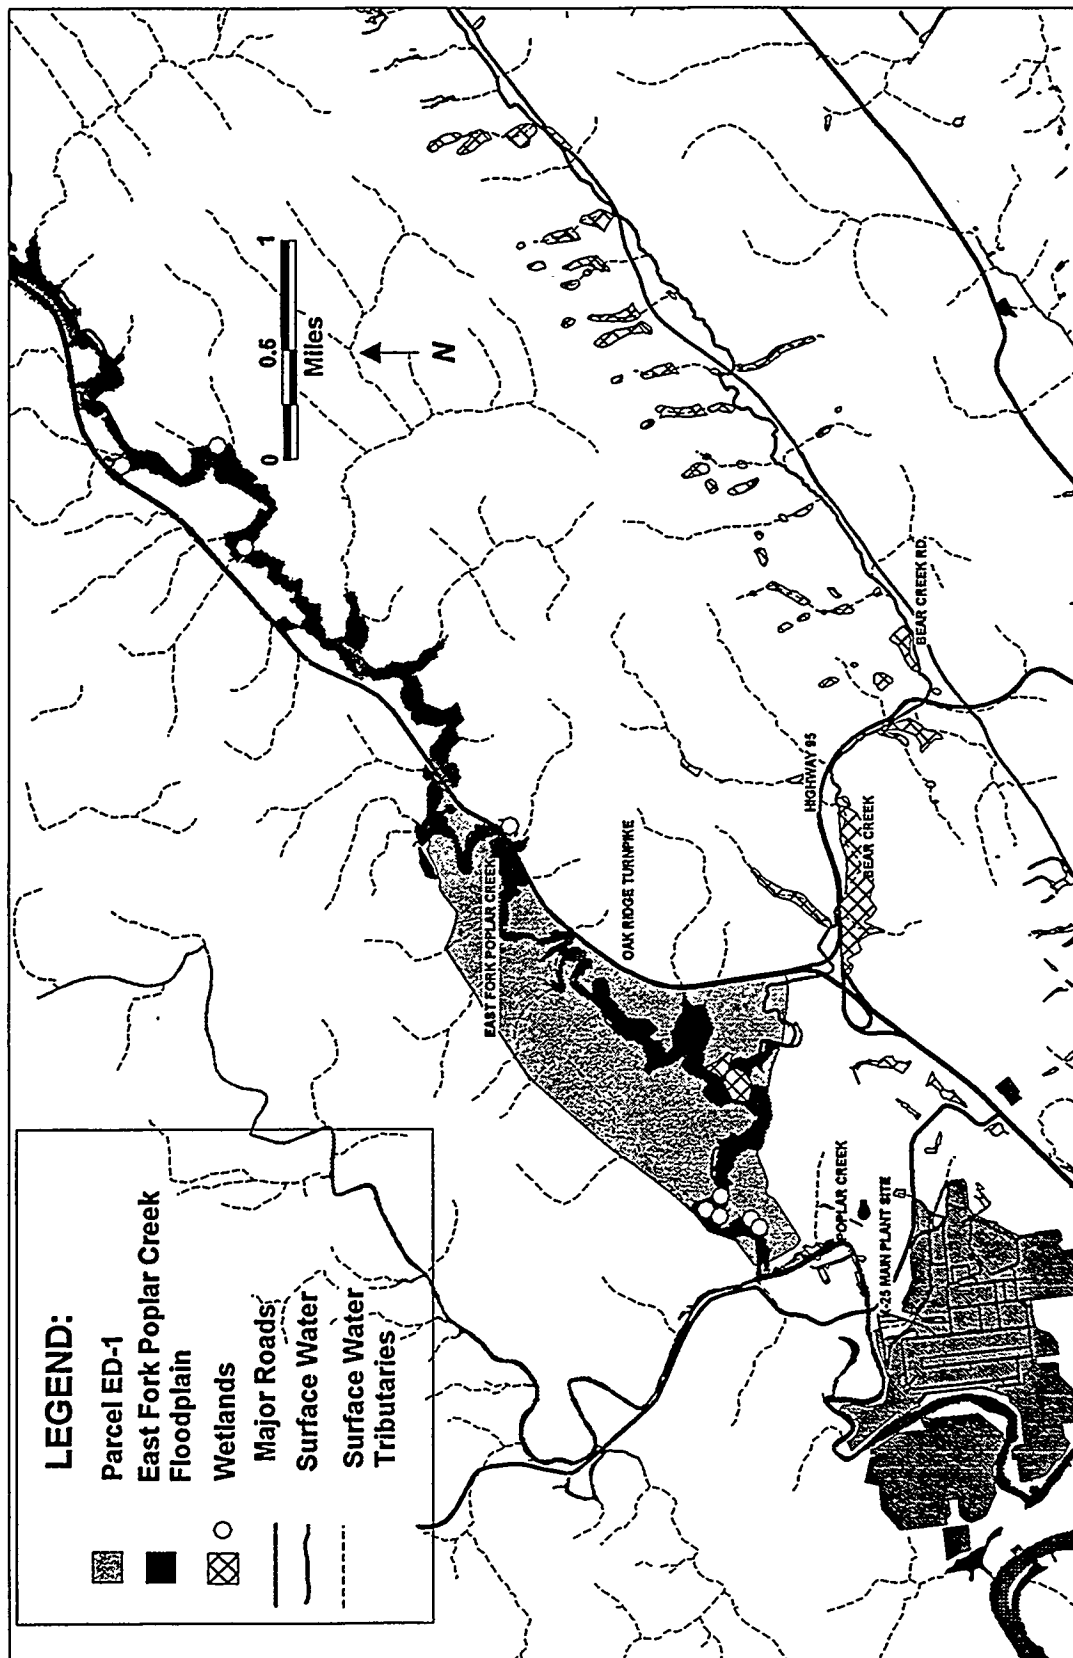 LEGEND:
Parcel ED-1
East Fork Poplar Creek
Floodplain
Wetlands
Major Roads
Surface Water
Surface Water
Tributaries
0 0.5 1
Miles
N
EAST FORK POPLAR CREEK
OAK RIDGE TURNPIKE
HIGHWAY 95
BEAR CREEK
BEAR CREEK RD.
POPLAR CREEK
K-25 MAIN PLANT SITE